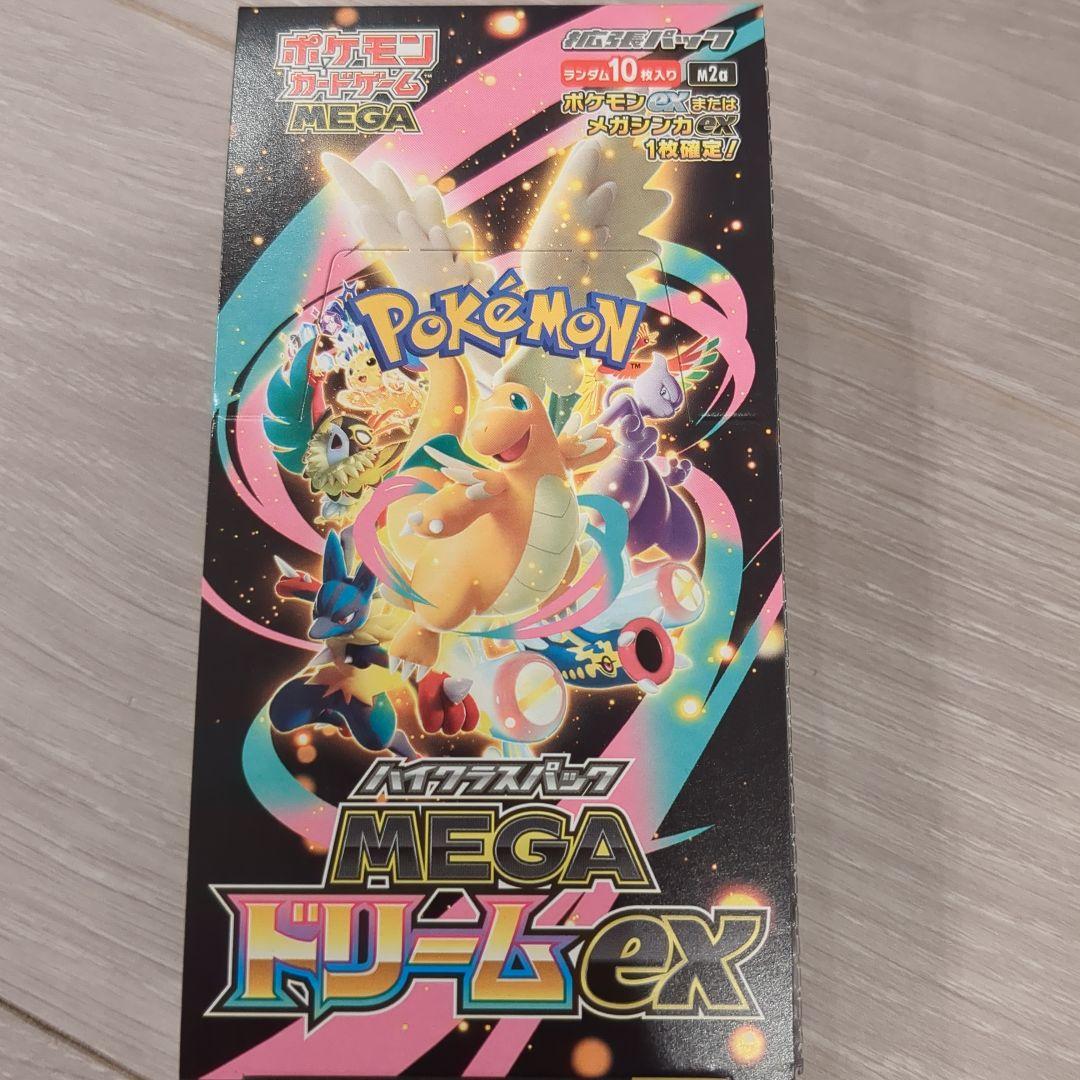 ポケモン
カードゲーム™
MEGA
拡張パック
ランダム10枚入り M2a
ポケモンexまたは
メガシンカex
1枚確定!
POKéMON™
ハイクラスパック
MEGA
ドリームex